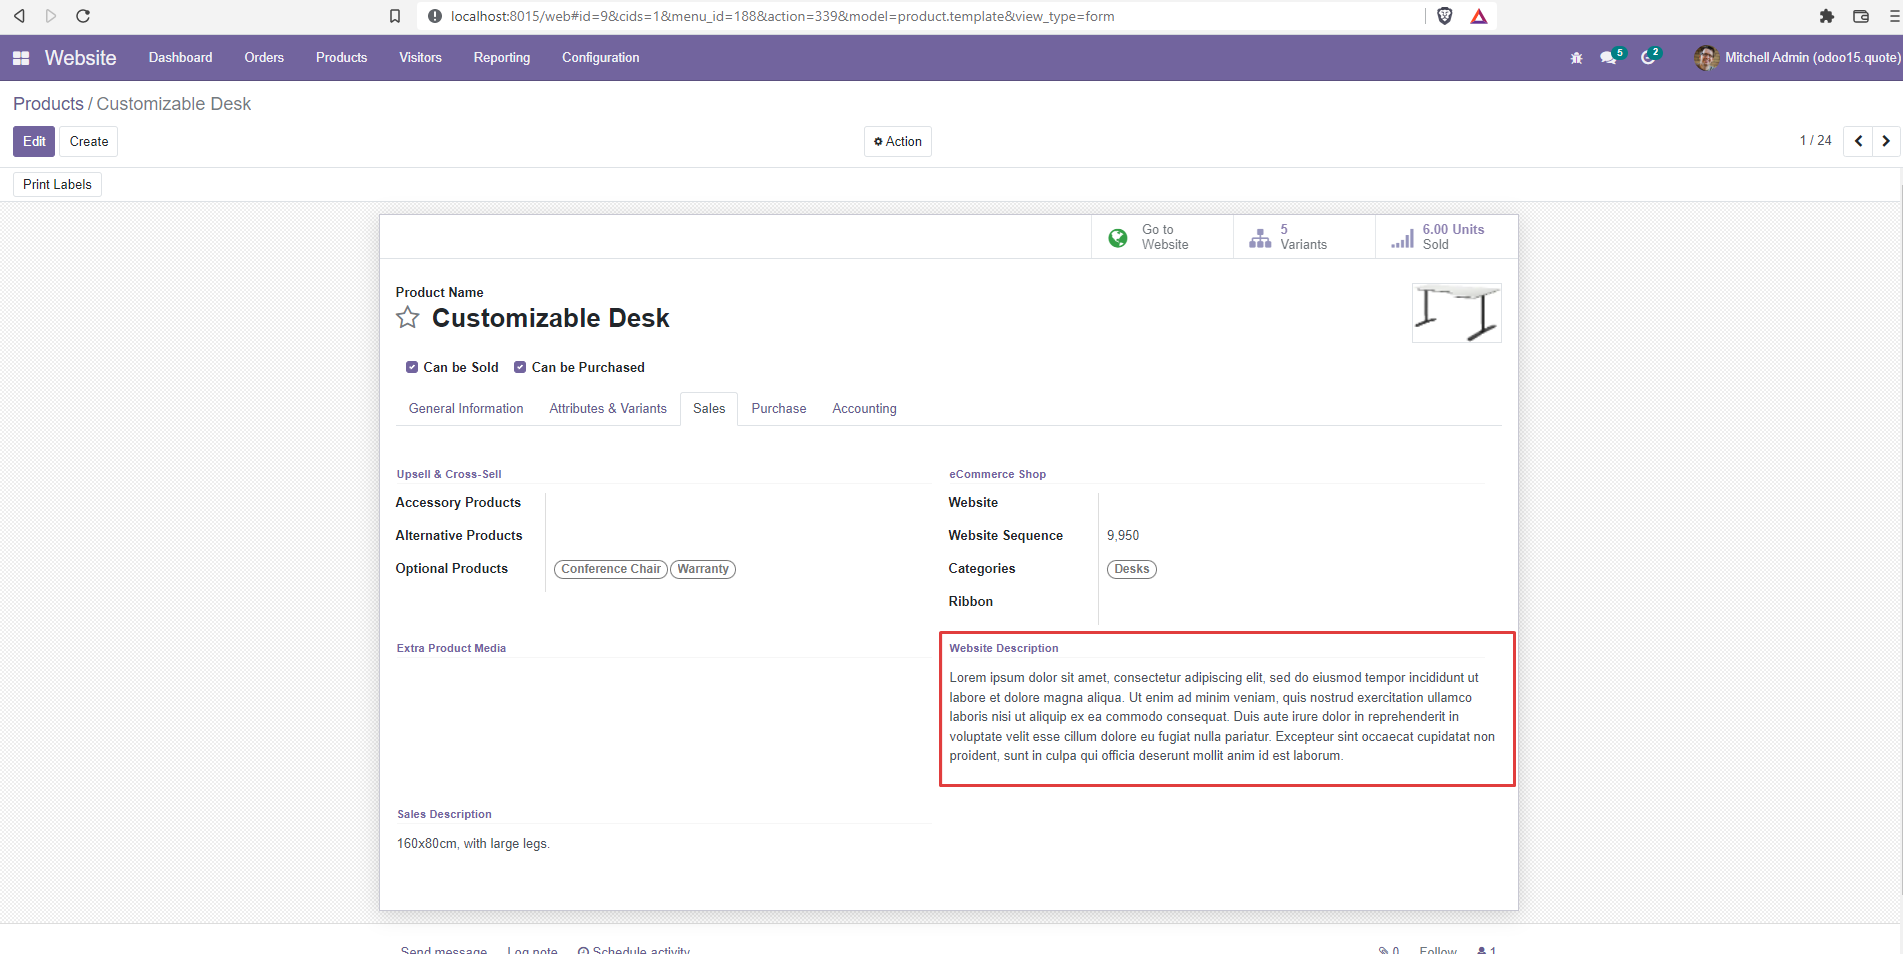 localhost:8015/web#id=9&cids=1&menu_id=188&action=339&model=product.template&view_type=form
Website Dashboard Orders Products Visitors Reporting Configuration 5 2 Mitchell Admin (odoo15.quote)
Products / Customizable Desk
Edit Create Action 1 / 24
Print Labels
Go to Website
5 Variants
6.00 Units Sold
Product Name
Customizable Desk
Can be Sold Can be Purchased
General Information Attributes & Variants Sales Purchase Accounting
Upsell & Cross-Sell
Accessory Products
Alternative Products
Optional Products Conference Chair Warranty
eCommerce Shop
Website
Website Sequence 9,950
Categories Desks
Ribbon
Extra Product Media
Website Description
Lorem ipsum dolor sit amet, consectetur adipiscing elit, sed do eiusmod tempor incididunt ut
labore et dolore magna aliqua. Ut enim ad minim veniam, quis nostrud exercitation ullamco
laboris nisi ut aliquip ex ea commodo consequat. Duis aute irure dolor in reprehenderit in
voluptate velit esse cillum dolore eu fugiat nulla pariatur. Excepteur sint occaecat cupidatat non
proident, sunt in culpa qui officia deserunt mollit anim id est laborum.
Sales Description
160x80cm, with large legs.
Send message Log note Schedule activity 0 Follow 1